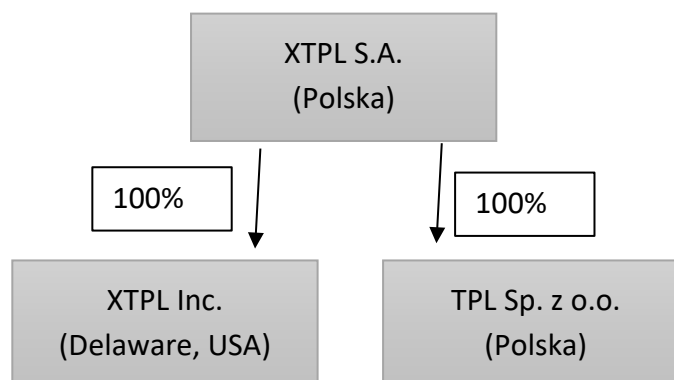 XTPL S.A.
(Polska)
100%
100%
XTPL Inc.
(Delaware, USA)
TPL Sp. z o.o.
(Polska)